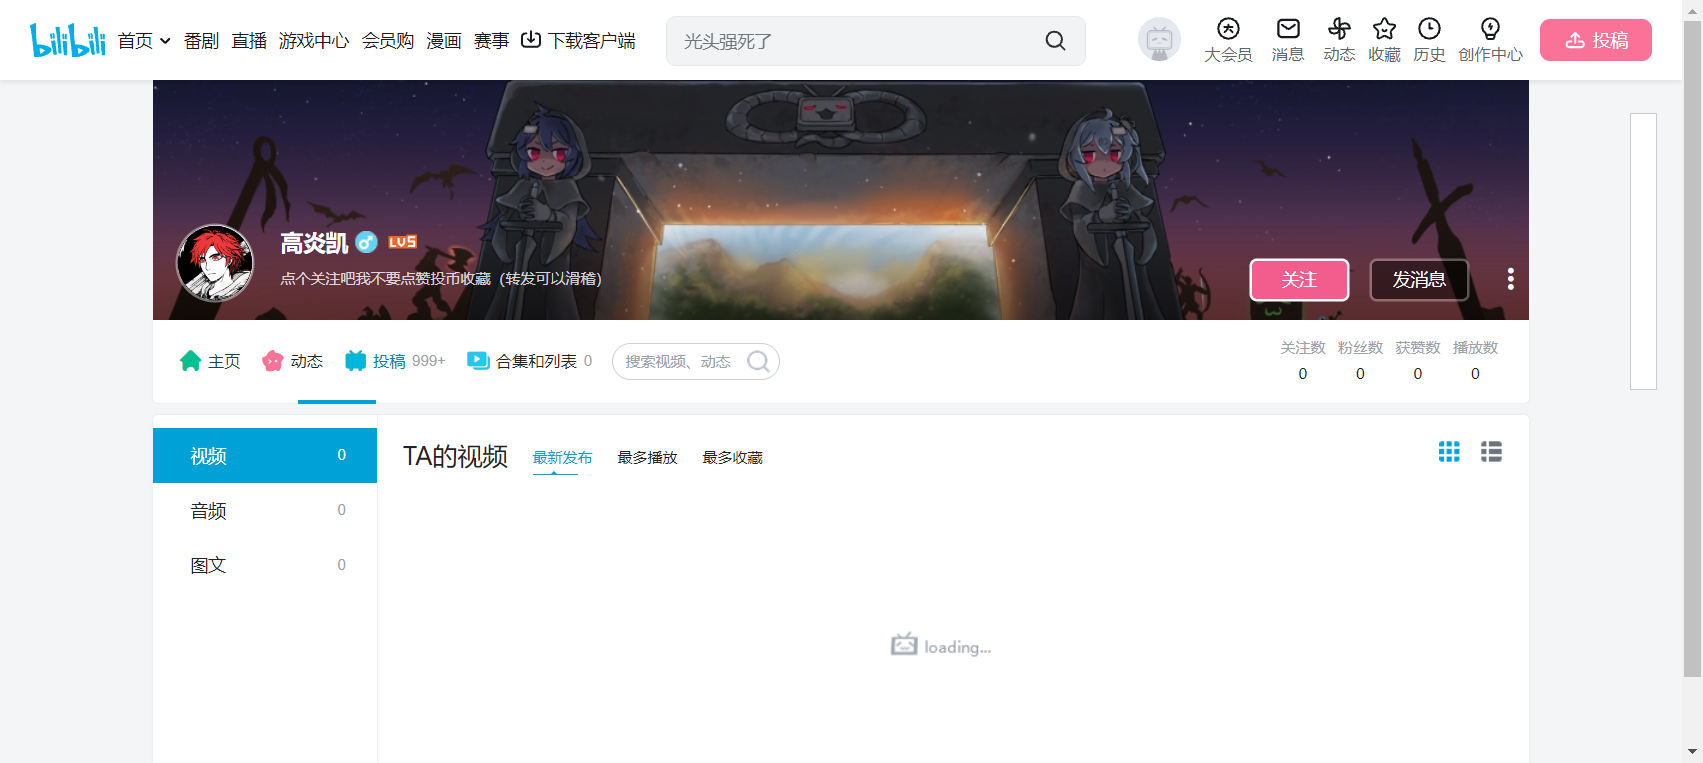 bilibili 首页 番剧 直播 游戏中心 会员购 漫画 赛事 下载客户端 光头强死了 大会员 消息 动态 收藏 历史 创作中心 投稿
高炎凯 LV5
点个关注吧我不要点赞投币收藏（转发可以滑稽）
关注 发消息
主页 动态 投稿 999+ 合集和列表 0 搜索视频、动态
关注数 粉丝数 获赞数 播放数
0 0 0 0
视频 0
音频 0
图文 0
TA的视频 最新发布 最多播放 最多收藏
loading...